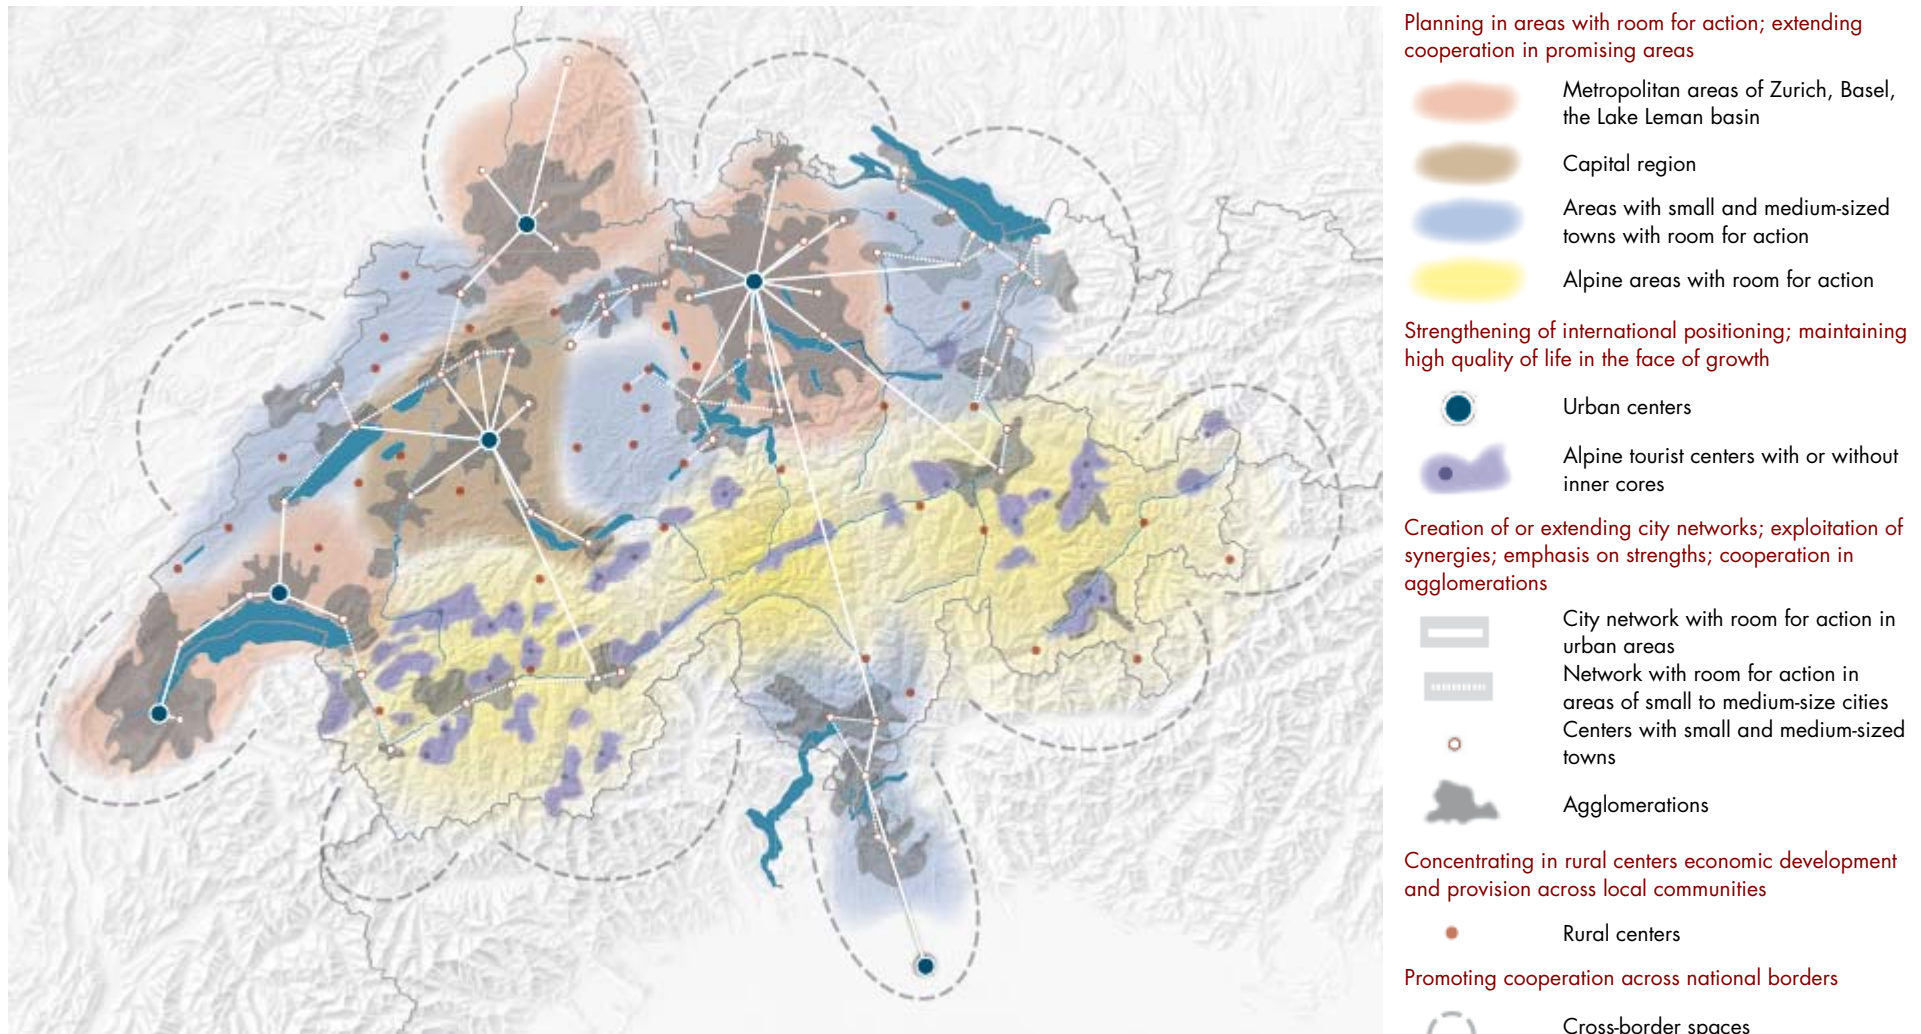 Planning in areas with room for action; extending
cooperation in promising areas
Metropolitan areas of Zurich, Basel,
the Lake Leman basin
Capital region
Areas with small and medium-sized
towns with room for action
Alpine areas with room for action
Strengthening of international positioning; maintaining
high quality of life in the face of growth
Urban centers
Alpine tourist centers with or without
inner cores
Creation of or extending city networks; exploitation of
synergies; emphasis on strengths; cooperation in
agglomerations
City network with room for action in
urban areas
Network with room for action in
areas of small to medium-size cities
Centers with small and medium-sized
towns
Agglomerations
Concentrating in rural centers economic development
and provision across local communities
Rural centers
Promoting cooperation across national borders
Cross-border spaces